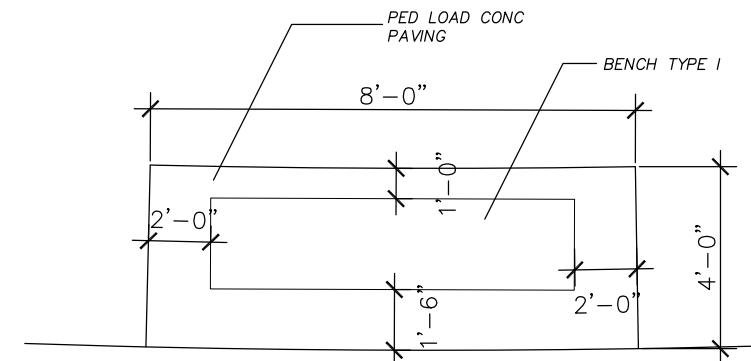 PED LOAD CONC
PAVING
BENCH TYPE I
8'-0"
1'-0"
2'-0"
4'-0"
2'-0"
1'-6"